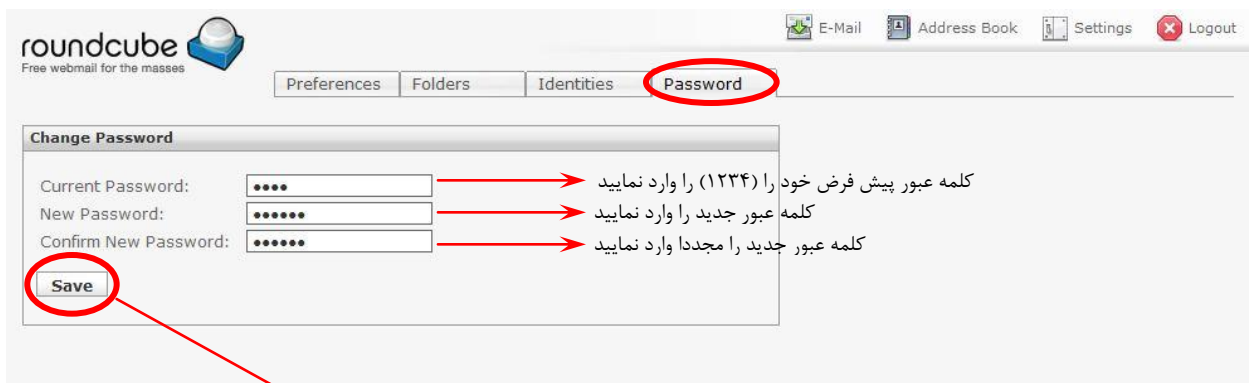 E-Mail Address Book Settings Logout
roundcube
Free webmail for the masses
Preferences Folders Identities Password
Change Password
Current Password: •••• کلمه عبور پیش فرض خود را (۱۲۳۴) را وارد نمایید
New Password: •••••• کلمه عبور جدید را وارد نمایید
Confirm New Password: •••••• کلمه عبور جدید را مجددا وارد نمایید
Save